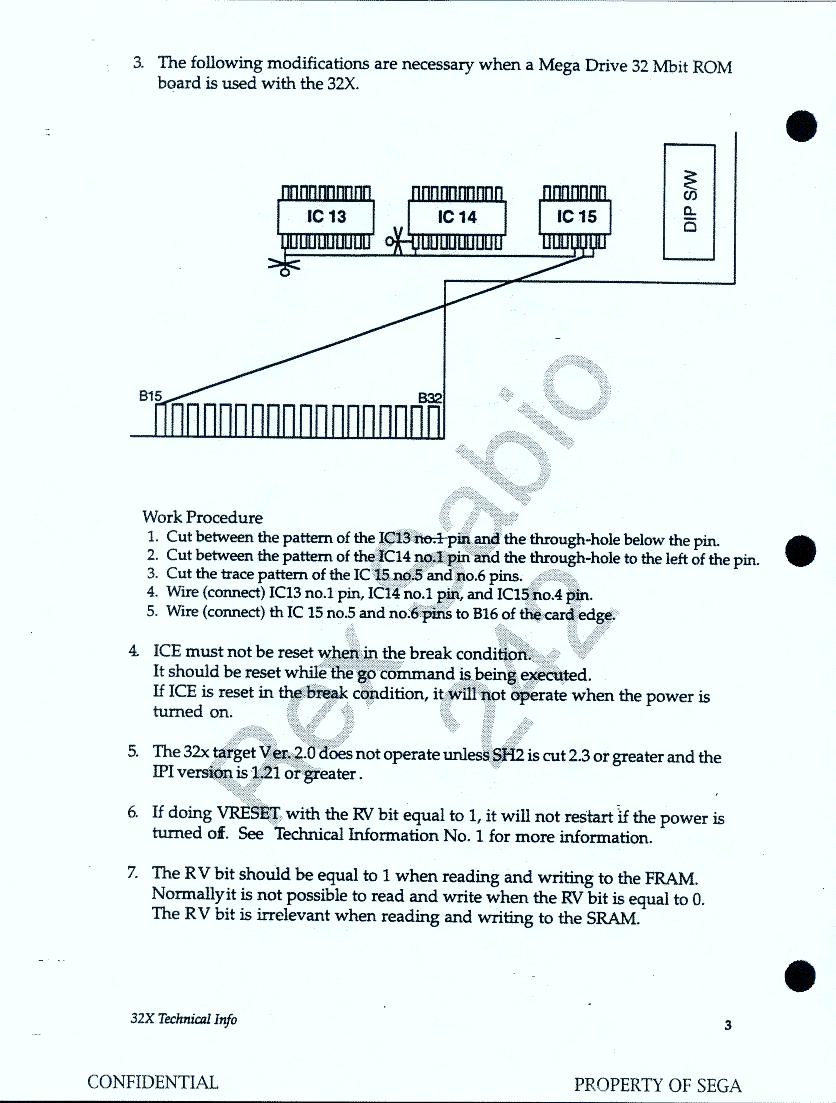 3. The following modifications are necessary when a Mega Drive 32 Mbit ROM
board is used with the 32X.
IC 13
IC 14
IC 15
DIP S/W
B15
B32
Work Procedure
1. Cut between the pattern of the IC13 no.1 pin and the through-hole below the pin.
2. Cut between the pattern of the IC14 no.1 pin and the through-hole to the left of the pin.
3. Cut the trace pattern of the IC 15 no.5 and no.6 pins.
4. Wire (connect) IC13 no.1 pin, IC14 no.1 pin, and IC15 no.4 pin.
5. Wire (connect) th IC 15 no.5 and no.6 pins to B16 of the card edge.
4. ICE must not be reset when in the break condition.
It should be reset while the go command is being executed.
If ICE is reset in the break condition, it will not operate when the power is
turned on.
5. The 32x target Ver. 2.0 does not operate unless SH2 is cut 2.3 or greater and the
IPI version is 1.21 or greater.
6. If doing VRESET with the RV bit equal to 1, it will not restart if the power is
turned off. See Technical Information No. 1 for more information.
7. The RV bit should be equal to 1 when reading and writing to the FRAM.
Normally it is not possible to read and write when the RV bit is equal to 0.
The RV bit is irrelevant when reading and writing to the SRAM.
Rex Sabio
242
32X Technical Info
3
CONFIDENTIAL
PROPERTY OF SEGA